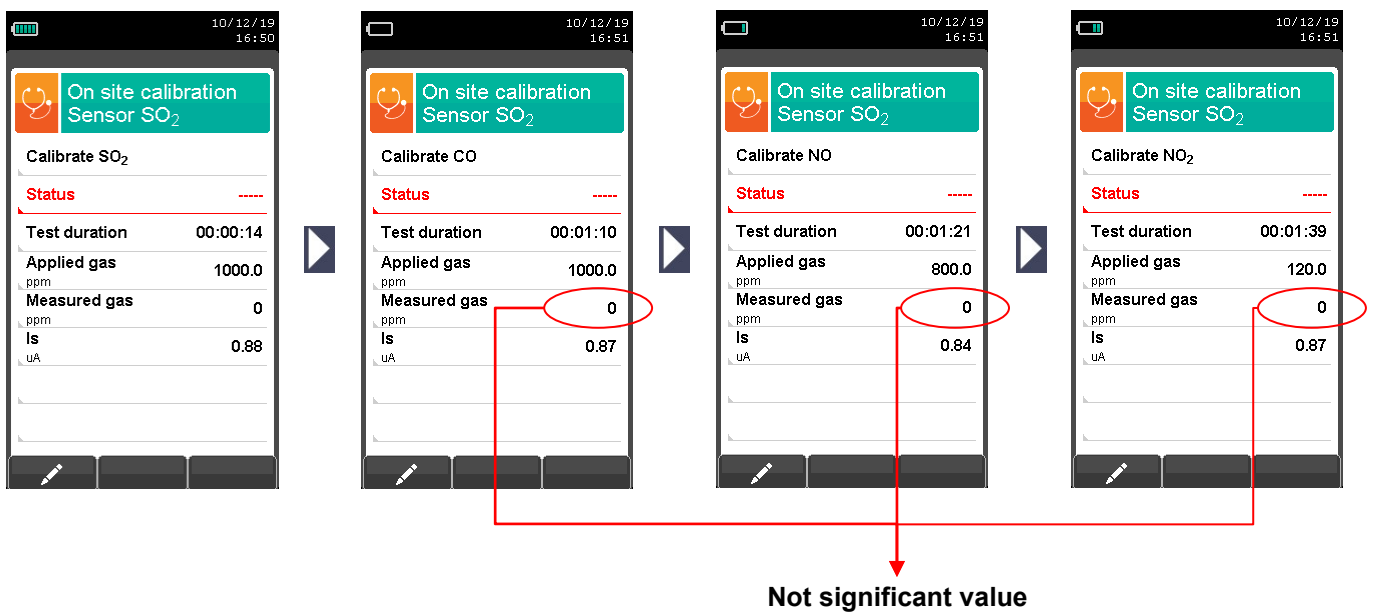 10/12/19
16:50
On site calibration
Sensor SO₂
Calibrate SO₂
Status -----
Test duration 00:00:14
Applied gas 1000.0
ppm
Measured gas 0
ppm
Is 0.88
uA
10/12/19
16:51
On site calibration
Sensor SO₂
Calibrate CO
Status -----
Test duration 00:01:10
Applied gas 1000.0
ppm
Measured gas 0
ppm
Is 0.87
uA
10/12/19
16:51
On site calibration
Sensor SO₂
Calibrate NO
Status -----
Test duration 00:01:21
Applied gas 800.0
ppm
Measured gas 0
ppm
Is 0.84
uA
10/12/19
16:51
On site calibration
Sensor SO₂
Calibrate NO₂
Status -----
Test duration 00:01:39
Applied gas 120.0
ppm
Measured gas 0
ppm
Is 0.87
uA
Not significant value